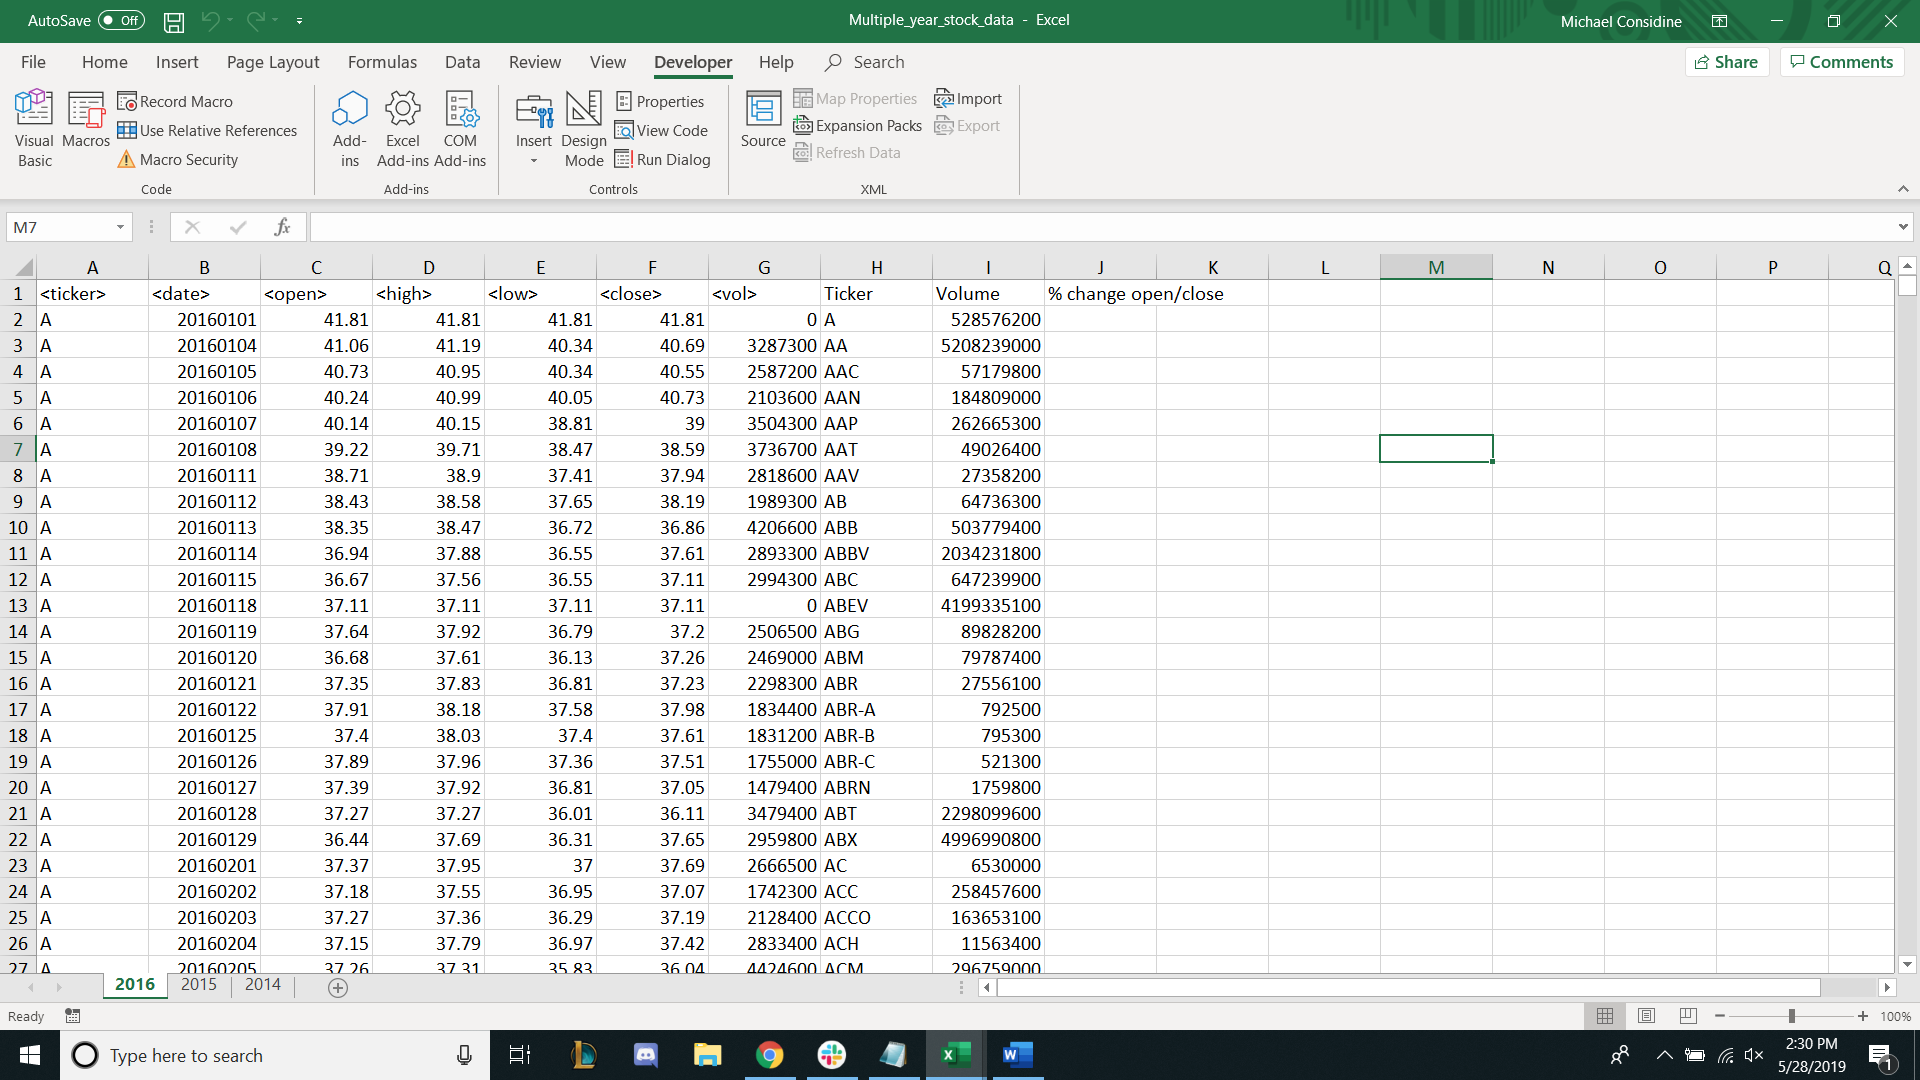 AutoSave Off Multiple_year_stock_data - Excel Michael Considine
File Home Insert Page Layout Formulas Data Review View Developer Help Search Share Comments
Visual Basic Macros Record Macro Use Relative References Macro Security Code
Add-ins Excel Add-ins COM Add-ins Add-ins
Insert Design Mode Properties View Code Run Dialog Controls
Source Map Properties Expansion Packs Refresh Data Import Export XML
M7 fx
A B C D E F G H I J K L M N O P Q
1 <ticker> <date> <open> <high> <low> <close> <vol> Ticker Volume % change open/close
2 A 20160101 41.81 41.81 41.81 41.81 0 A 528576200
3 A 20160104 41.06 41.19 40.34 40.69 3287300 AA 5208239000
4 A 20160105 40.73 40.95 40.34 40.55 2587200 AAC 57179800
5 A 20160106 40.24 40.99 40.05 40.73 2103600 AAN 184809000
6 A 20160107 40.14 40.15 38.81 39 3504300 AAP 262665300
7 A 20160108 39.22 39.71 38.47 38.59 3736700 AAT 49026400
8 A 20160111 38.71 38.9 37.41 37.94 2818600 AAV 27358200
9 A 20160112 38.43 38.58 37.65 38.19 1989300 AB 64736300
10 A 20160113 38.35 38.47 36.72 36.86 4206600 ABB 503779400
11 A 20160114 36.94 37.88 36.55 37.61 2893300 ABBV 2034231800
12 A 20160115 36.67 37.56 36.55 37.11 2994300 ABC 647239900
13 A 20160118 37.11 37.11 37.11 37.11 0 ABEV 4199335100
14 A 20160119 37.64 37.92 36.79 37.2 2506500 ABG 89828200
15 A 20160120 36.68 37.61 36.13 37.26 2469000 ABM 79787400
16 A 20160121 37.35 37.83 36.81 37.23 2298300 ABR 27556100
17 A 20160122 37.91 38.18 37.58 37.98 1834400 ABR-A 792500
18 A 20160125 37.4 38.03 37.4 37.61 1831200 ABR-B 795300
19 A 20160126 37.89 37.96 37.36 37.51 1755000 ABR-C 521300
20 A 20160127 37.39 37.92 36.81 37.05 1479400 ABRN 1759800
21 A 20160128 37.27 37.27 36.01 36.11 3479400 ABT 2298099600
22 A 20160129 36.44 37.69 36.31 37.65 2959800 ABX 4996990800
23 A 20160201 37.37 37.95 37 37.69 2666500 AC 6530000
24 A 20160202 37.18 37.55 36.95 37.07 1742300 ACC 258457600
25 A 20160203 37.27 37.36 36.29 37.19 2128400 ACCO 163653100
26 A 20160204 37.15 37.79 36.97 37.42 2833400 ACH 11563400
27 A 20160205 37.26 37.31 35.83 36.04 4424600 ACM 296759000
2016 2015 2014
Ready 100%
Type here to search
2:30 PM
5/28/2019
1